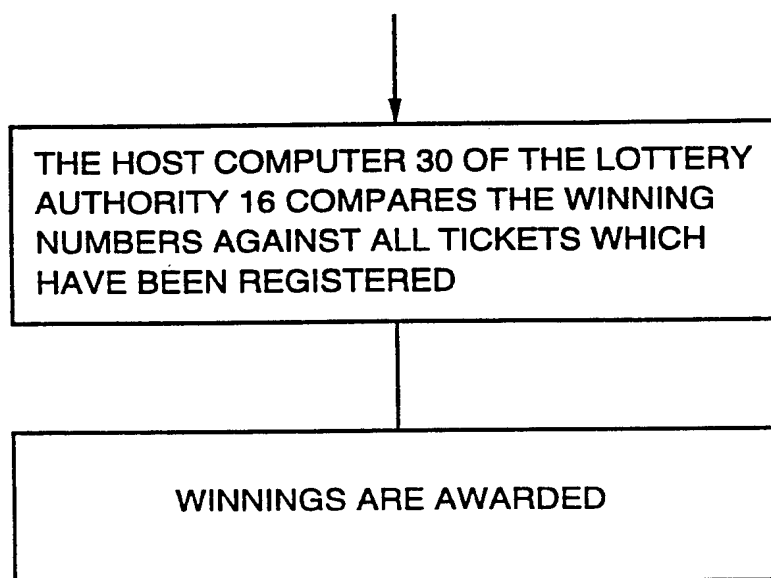 THE HOST COMPUTER 30 OF THE LOTTERY
AUTHORITY 16 COMPARES THE WINNING
NUMBERS AGAINST ALL TICKETS WHICH
HAVE BEEN REGISTERED
WINNINGS ARE AWARDED